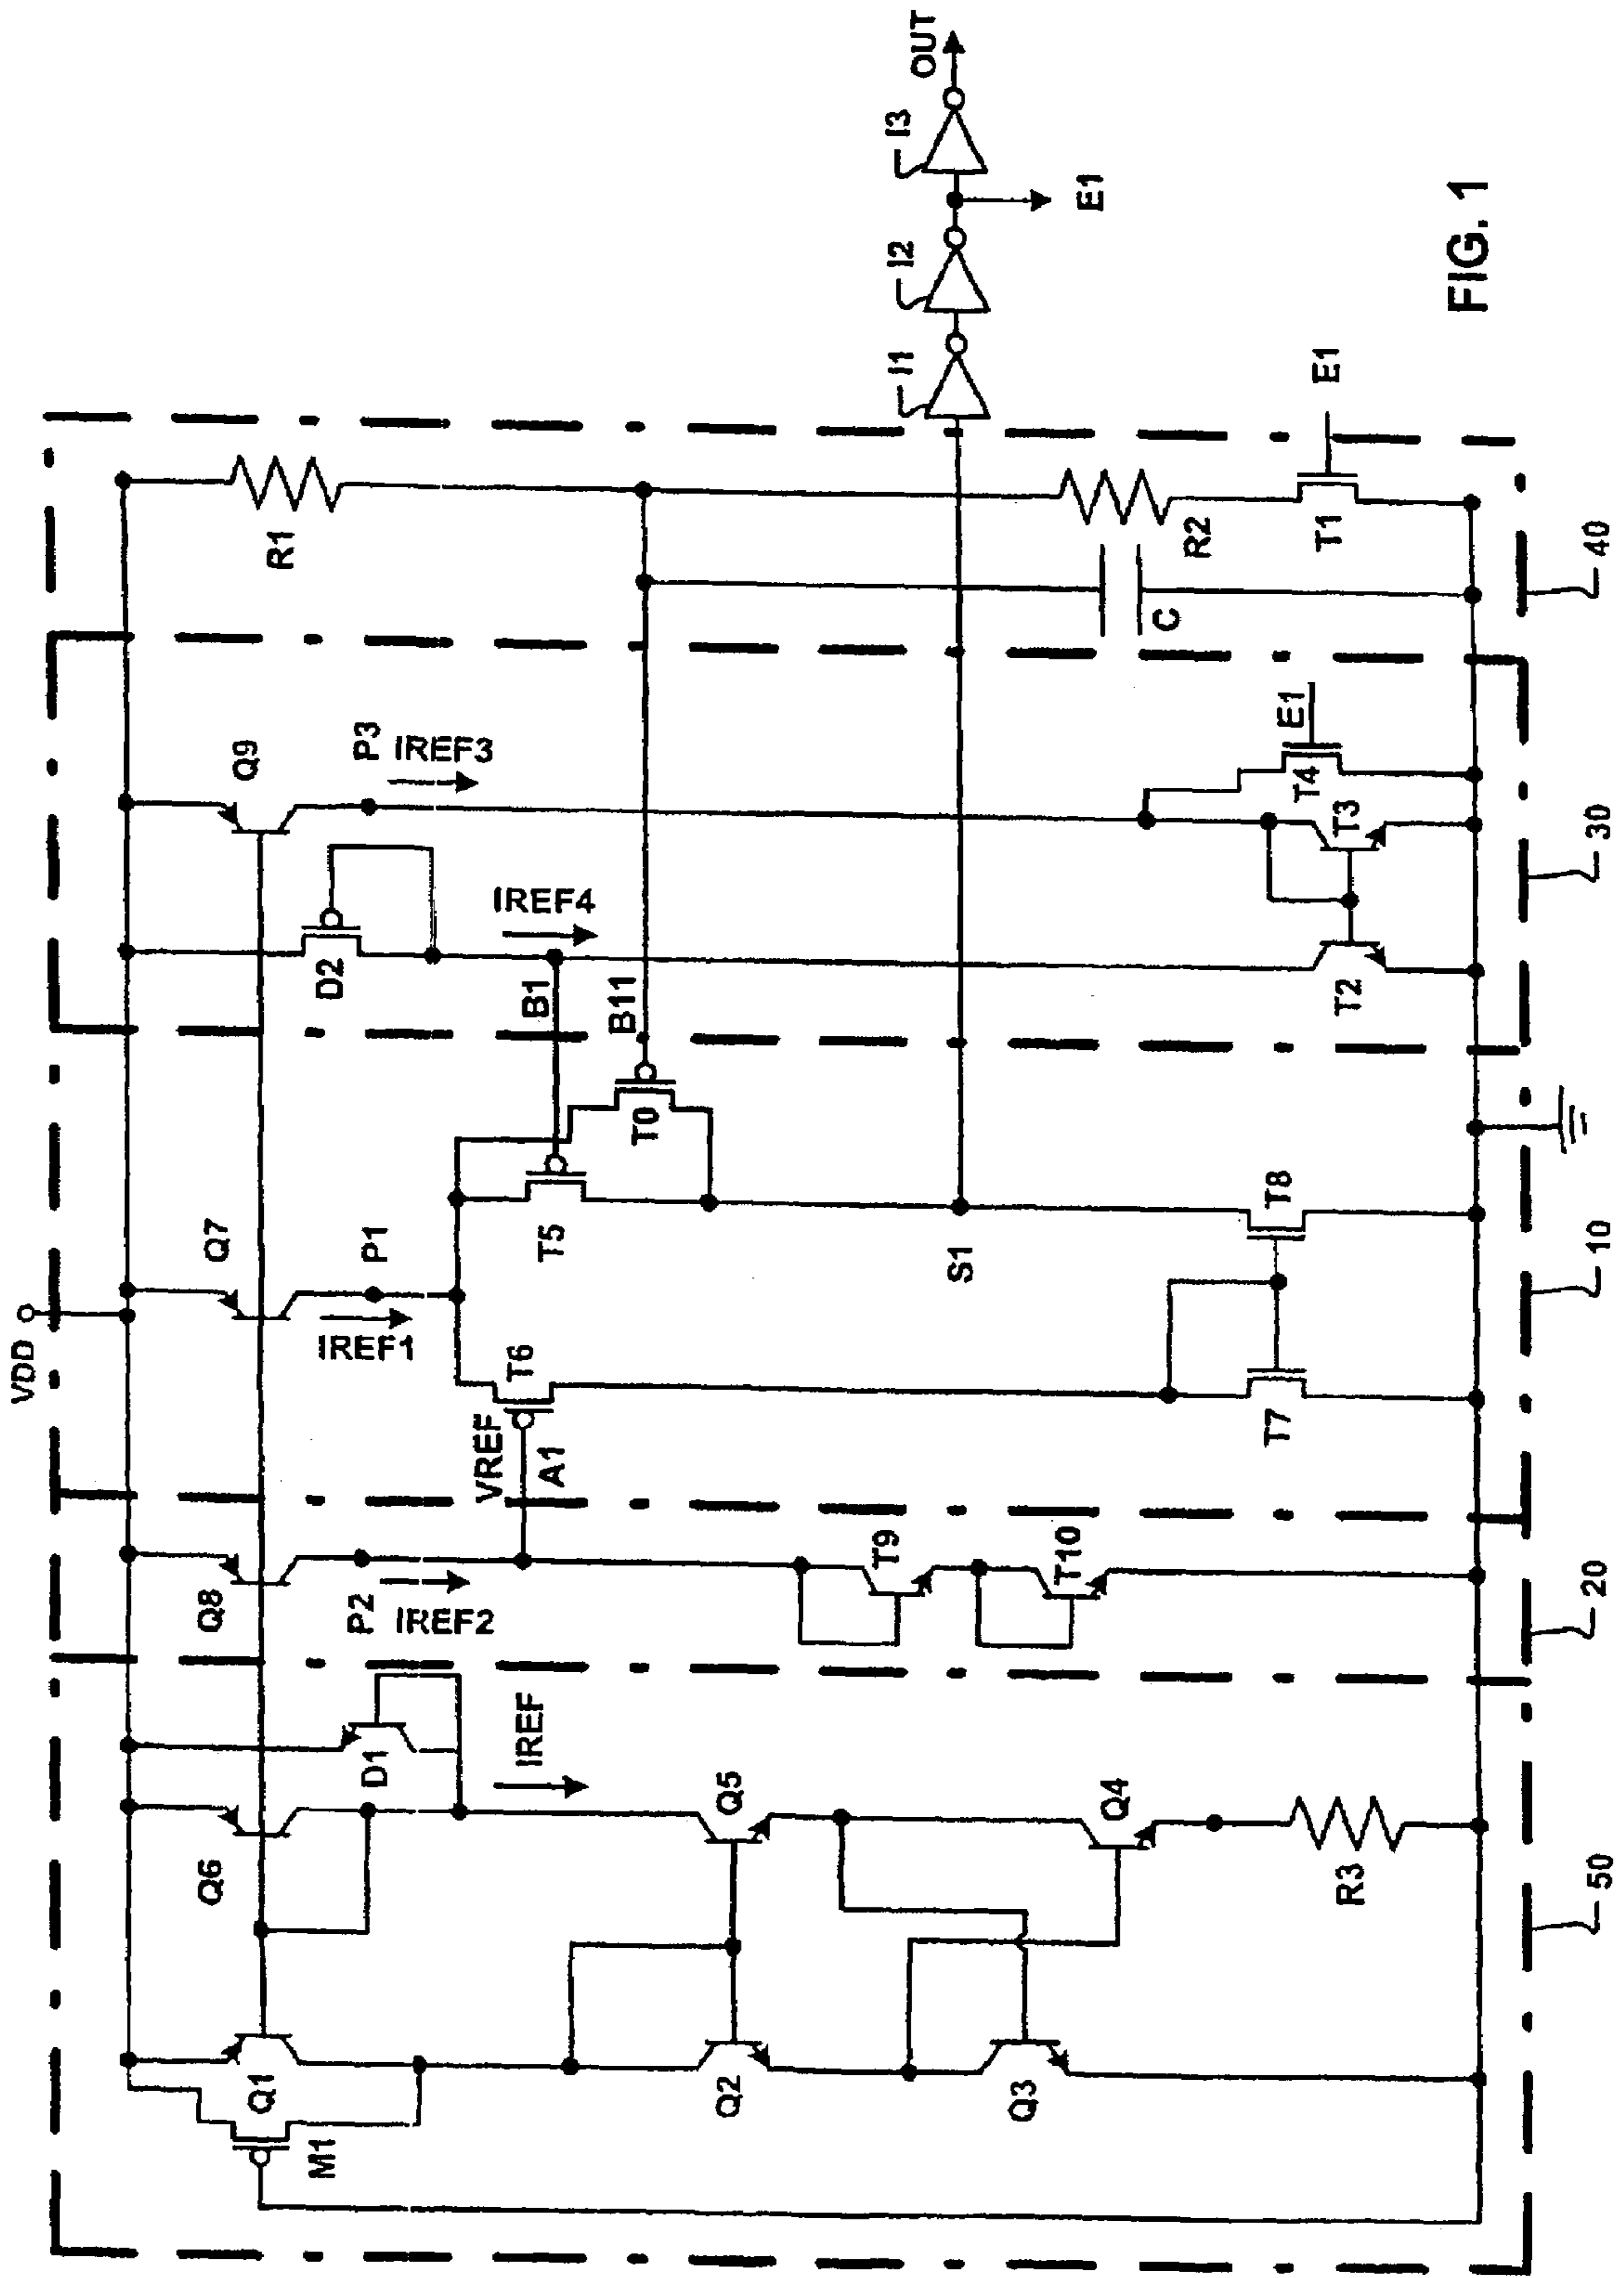 VDD
Q1
M1
Q6
D1
IREF
Q2
Q5
Q3
Q4
R3
50
Q8
P2
IREF2
T9
T10
20
Q7
P1
IREF1
VREF
A1
T6
T5
T0
S1
T7
T8
10
Q9
P3
IREF3
D2
IREF4
B1
B11
T2
T3
T4
E1
30
R1
R2
C
T1
E1
40
I1
I2
I3
E1
OUT
FIG. 1